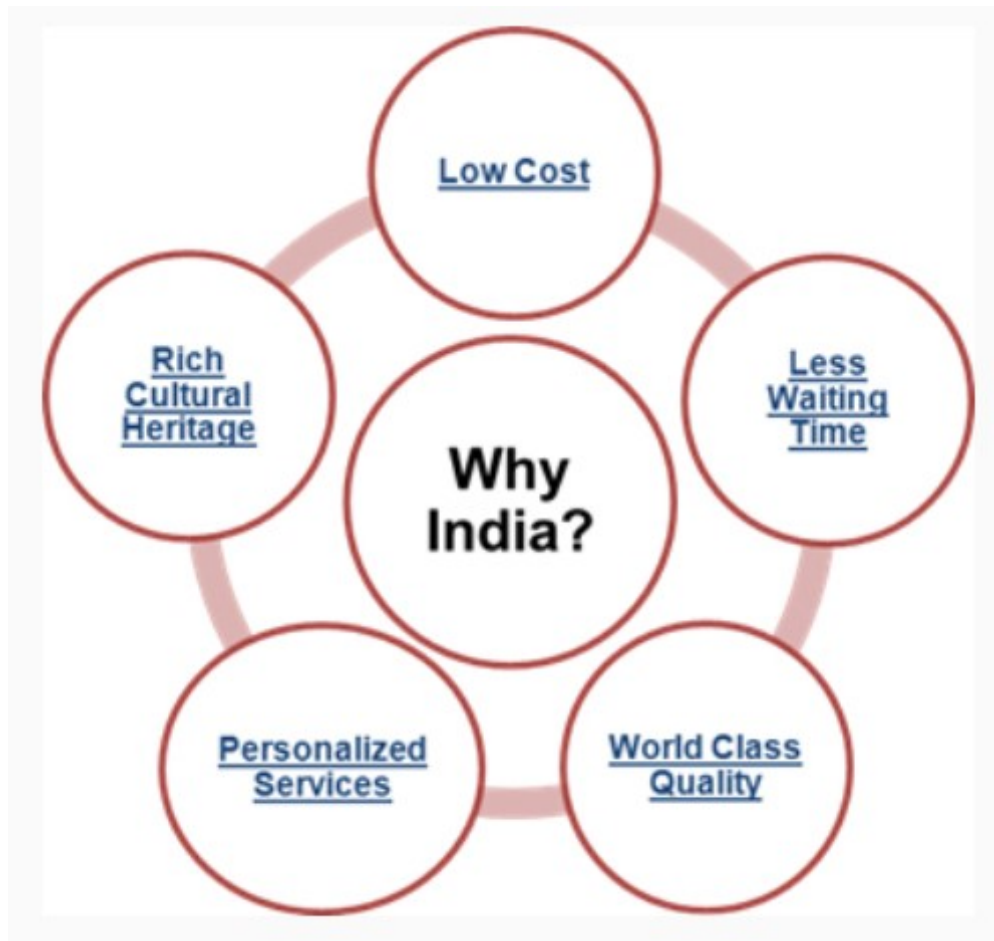 Low Cost
Less
Waiting
Time
World Class
Quality
Personalized
Services
Rich
Cultural
Heritage
Why
India?